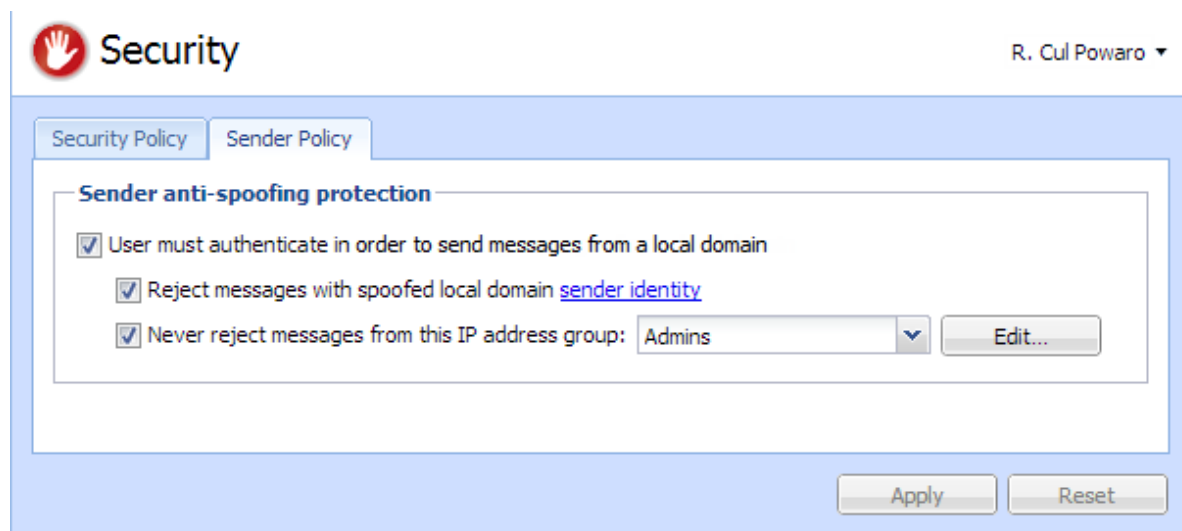 Security
R. Cul Powaro
Security Policy
Sender Policy
Sender anti-spoofing protection
User must authenticate in order to send messages from a local domain
Reject messages with spoofed local domain sender identity
Never reject messages from this IP address group: Admins Edit...
Apply Reset